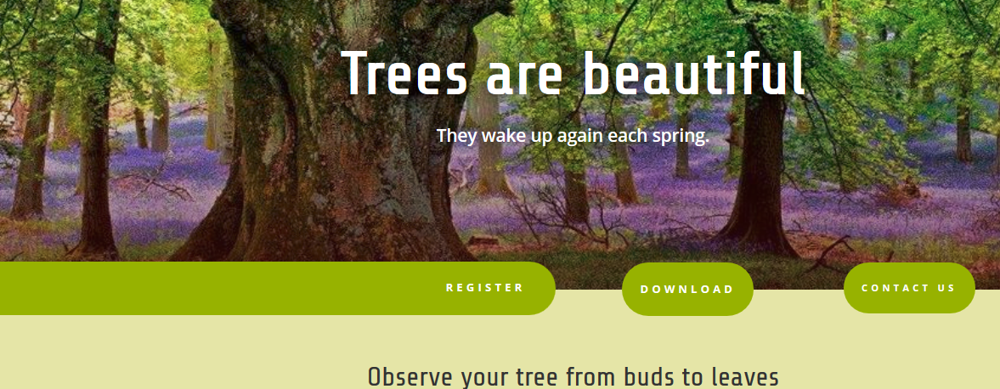 Trees are beautiful
They wake up again each spring.
REGISTER
DOWNLOAD
CONTACT US
Observe your tree from buds to leaves